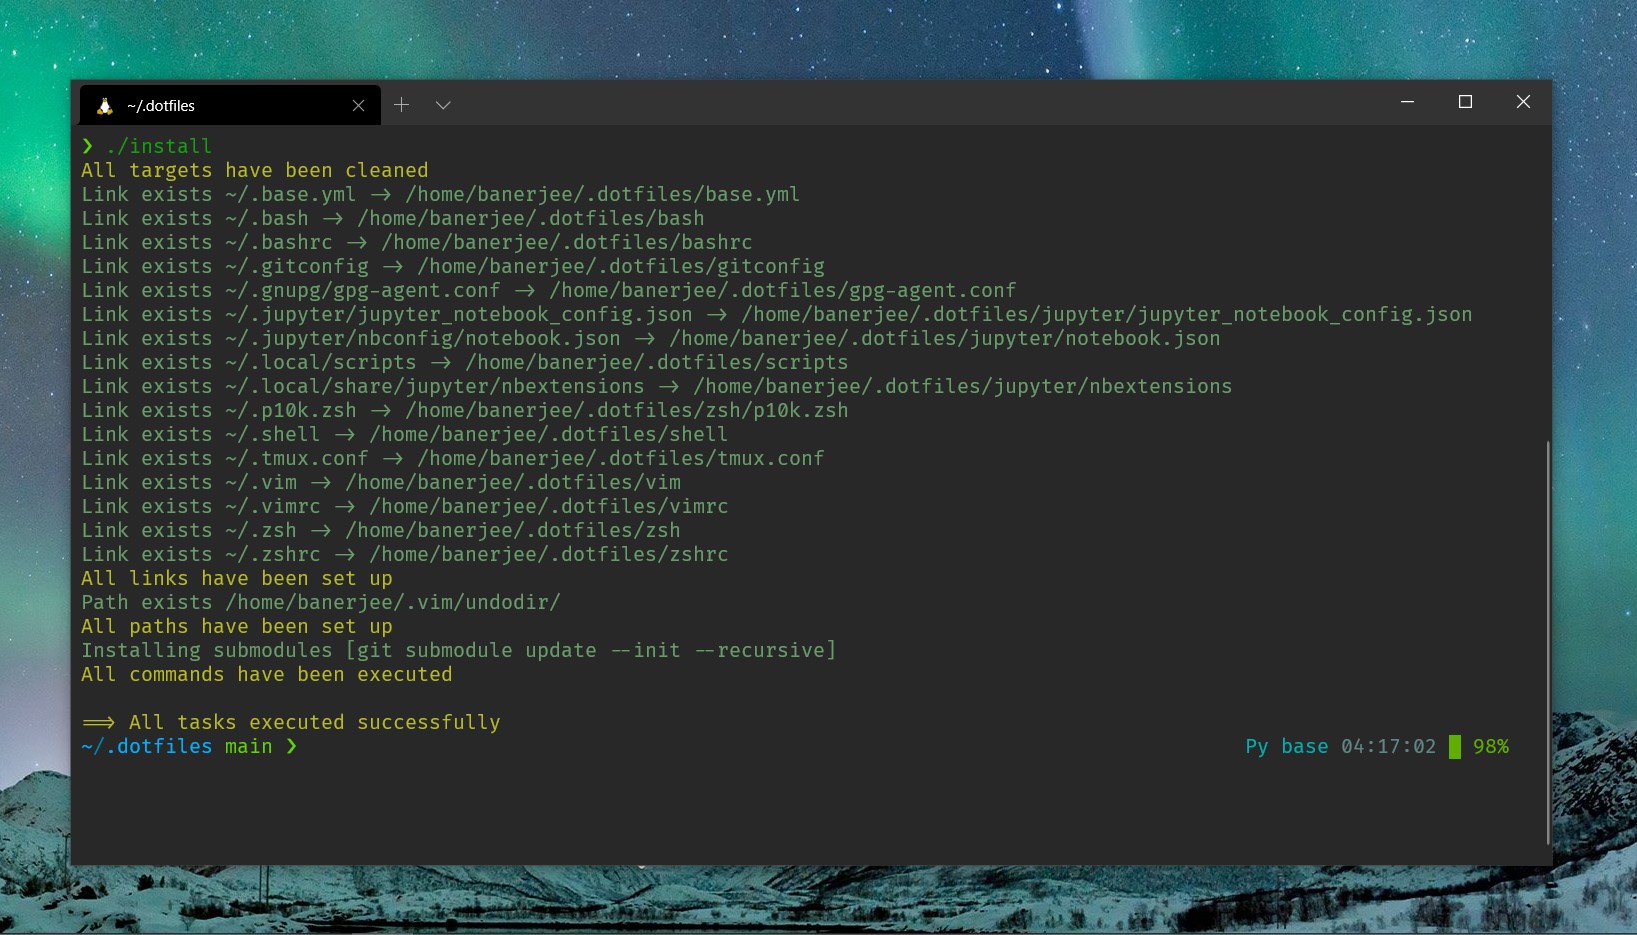 ~/.dotfiles
❯ ./install
All targets have been cleaned
Link exists ~/.base.yml -> /home/banerjee/.dotfiles/base.yml
Link exists ~/.bash -> /home/banerjee/.dotfiles/bash
Link exists ~/.bashrc -> /home/banerjee/.dotfiles/bashrc
Link exists ~/.gitconfig -> /home/banerjee/.dotfiles/gitconfig
Link exists ~/.gnupg/gpg-agent.conf -> /home/banerjee/.dotfiles/gpg-agent.conf
Link exists ~/.jupyter/jupyter_notebook_config.json -> /home/banerjee/.dotfiles/jupyter/jupyter_notebook_config.json
Link exists ~/.jupyter/nbconfig/notebook.json -> /home/banerjee/.dotfiles/jupyter/notebook.json
Link exists ~/.local/scripts -> /home/banerjee/.dotfiles/scripts
Link exists ~/.local/share/jupyter/nbextensions -> /home/banerjee/.dotfiles/jupyter/nbextensions
Link exists ~/.p10k.zsh -> /home/banerjee/.dotfiles/zsh/p10k.zsh
Link exists ~/.shell -> /home/banerjee/.dotfiles/shell
Link exists ~/.tmux.conf -> /home/banerjee/.dotfiles/tmux.conf
Link exists ~/.vim -> /home/banerjee/.dotfiles/vim
Link exists ~/.vimrc -> /home/banerjee/.dotfiles/vimrc
Link exists ~/.zsh -> /home/banerjee/.dotfiles/zsh
Link exists ~/.zshrc -> /home/banerjee/.dotfiles/zshrc
All links have been set up
Path exists /home/banerjee/.vim/undodir/
All paths have been set up
Installing submodules [git submodule update --init --recursive]
All commands have been executed
==> All tasks executed successfully
~/.dotfiles main ❯ Py base 04:17:02 █ 98%